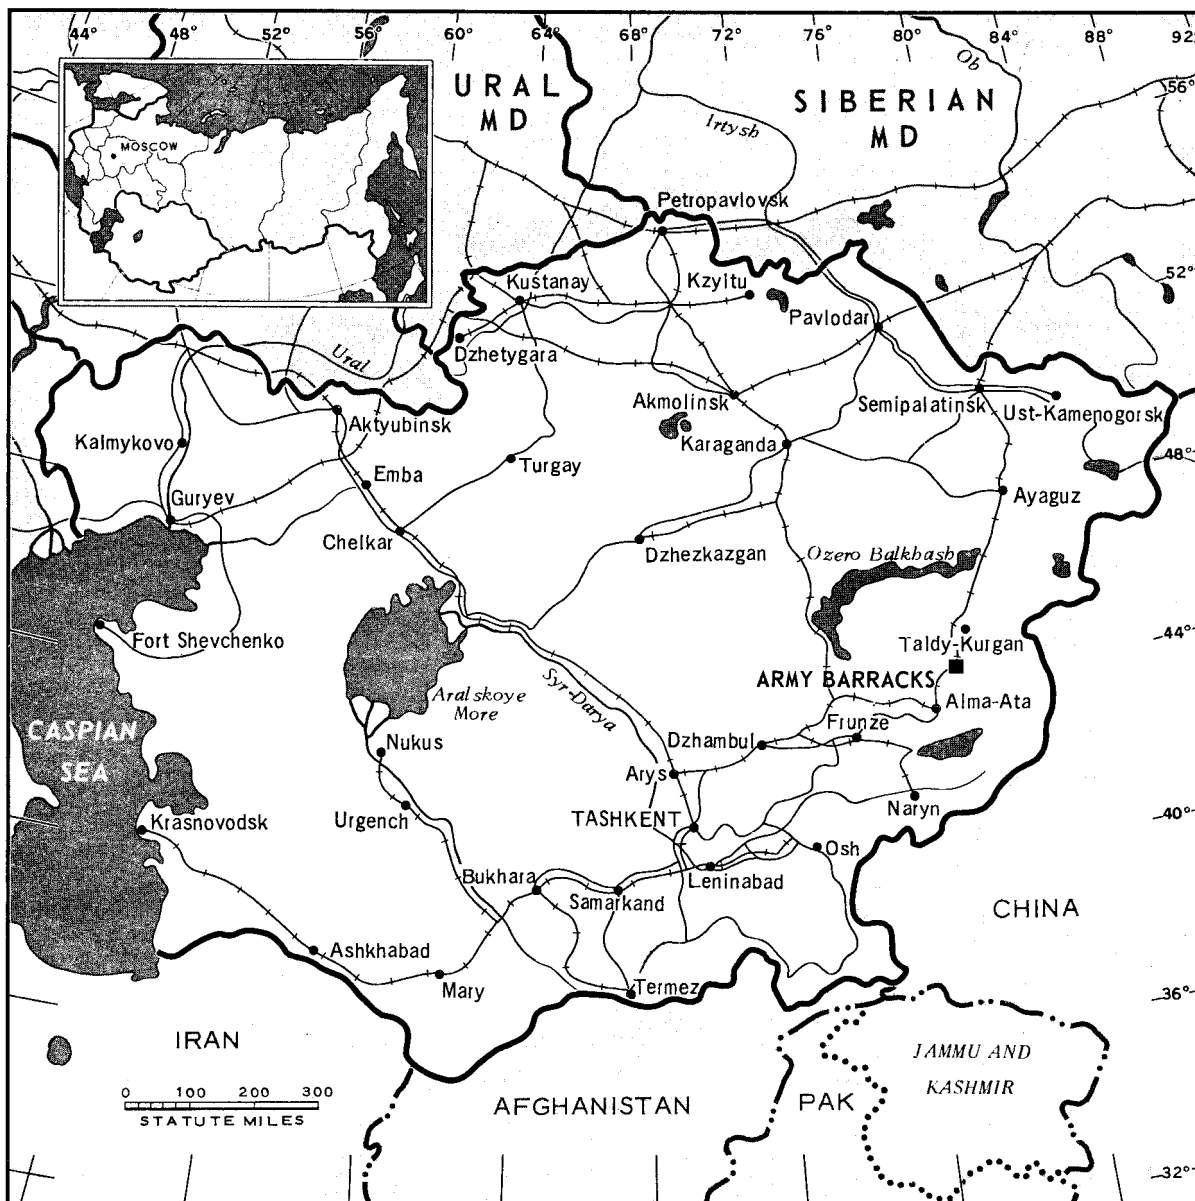 44° 48° 52° 56° 60° 64° 68° 72° 76° 80° 84° 88° 92°
URAL
MD
SIBERIAN
MD
Ob
56°
Irtysh
MOSCOW
Petropavlovsk
52°
Kustanay
Kzyltu
Pavlodar
Ural
Dzhetygara
Akmolinsk
Semipalatinsk
Ust-Kamenogorsk
Aktyubinsk
Kalmykovo
Karaganda
48°
Emba
Turgay
Guryev
Ayaguz
Chelkar
Dzhezkazgan
Ozero Balkhash
Fort Shevchenko
44°
Taldy-Kurgan
ARMY BARRACKS
Syr-Darya
Aralskoye
More
Alma-Ata
Frunze
CASPIAN
SEA
Nukus
Dzhambul
Arys
Naryn
Krasnovodsk
Urgench
TASHKENT
40°
Osh
Bukhara
Leninabad
Samarkand
CHINA
Ashkhabad
Mary
Termez
36°
IRAN
JAMMU AND
KASHMIR
0 100 200 300
STATUTE MILES
AFGHANISTAN
PAK
32°